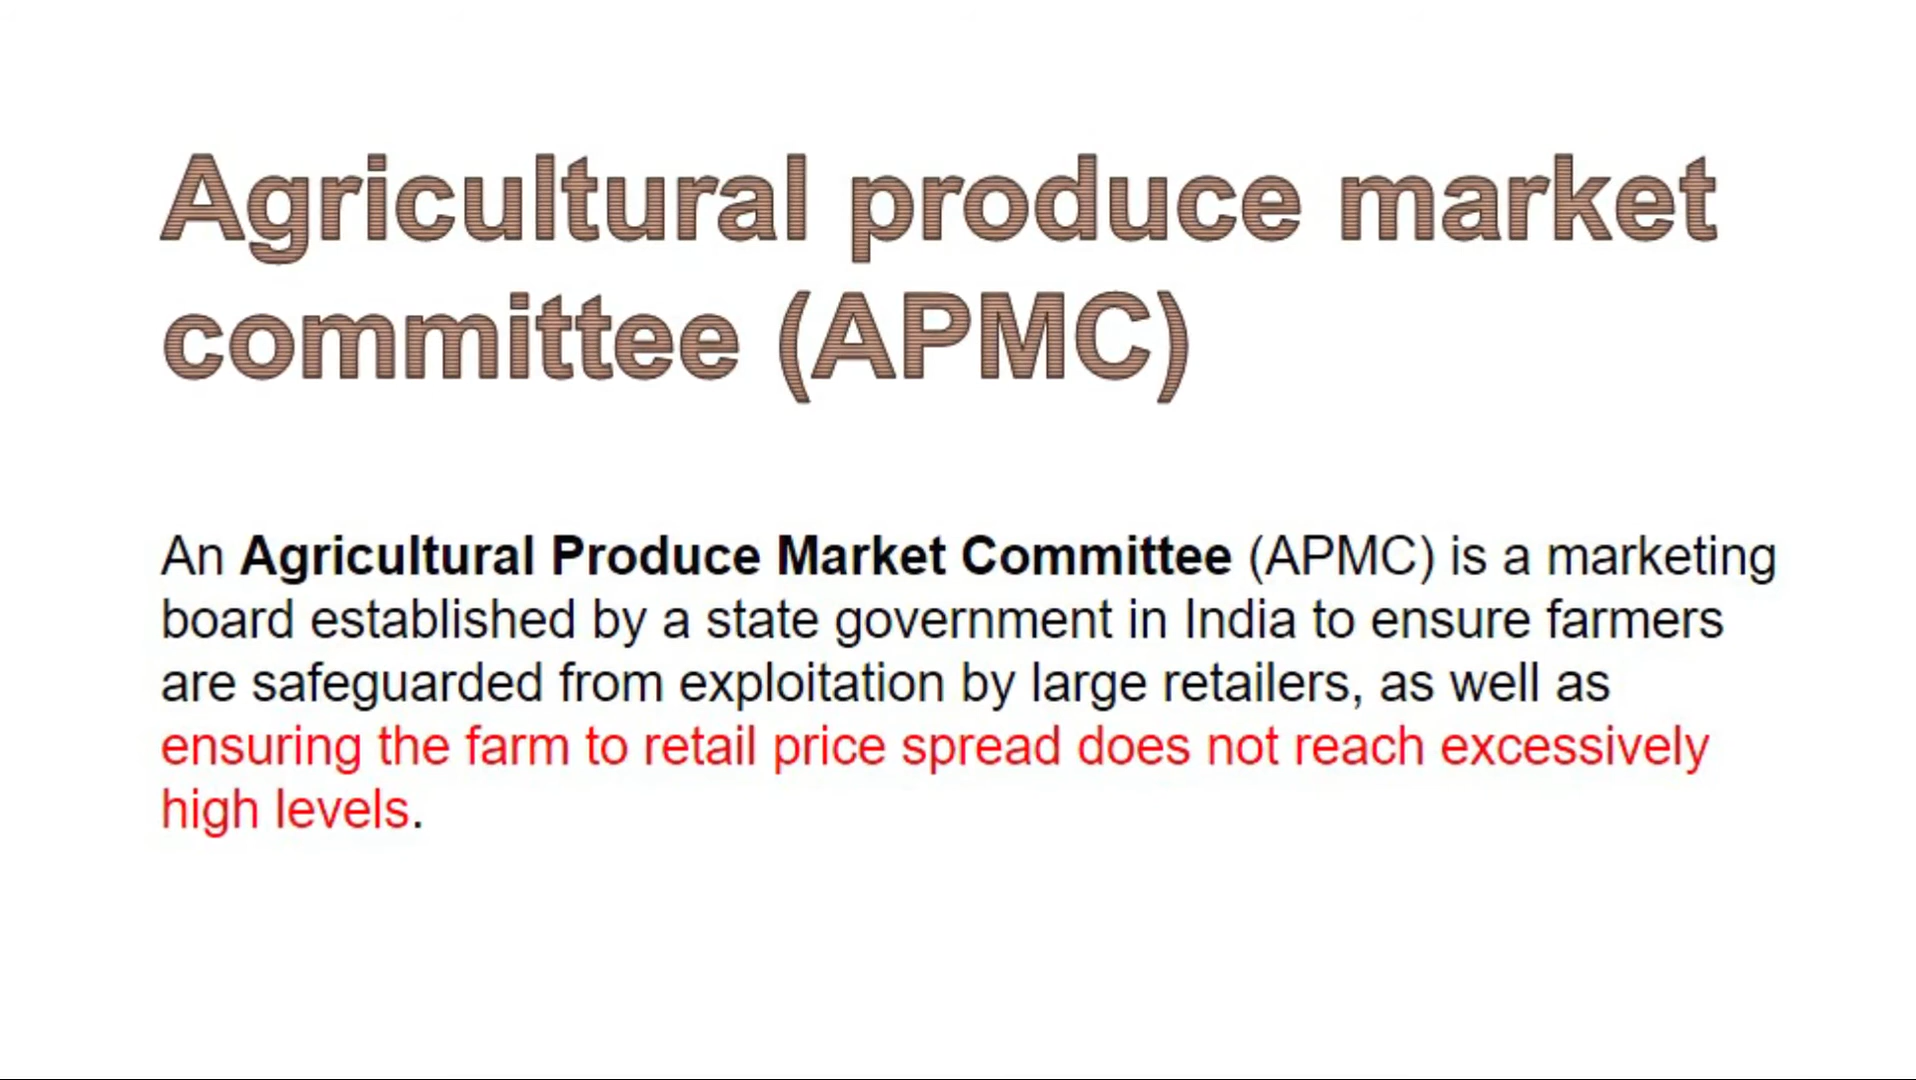 Agricultural produce market
committee (APMC)
An Agricultural Produce Market Committee (APMC) is a marketing
board established by a state government in India to ensure farmers
are safeguarded from exploitation by large retailers, as well as
ensuring the farm to retail price spread does not reach excessively
high levels.